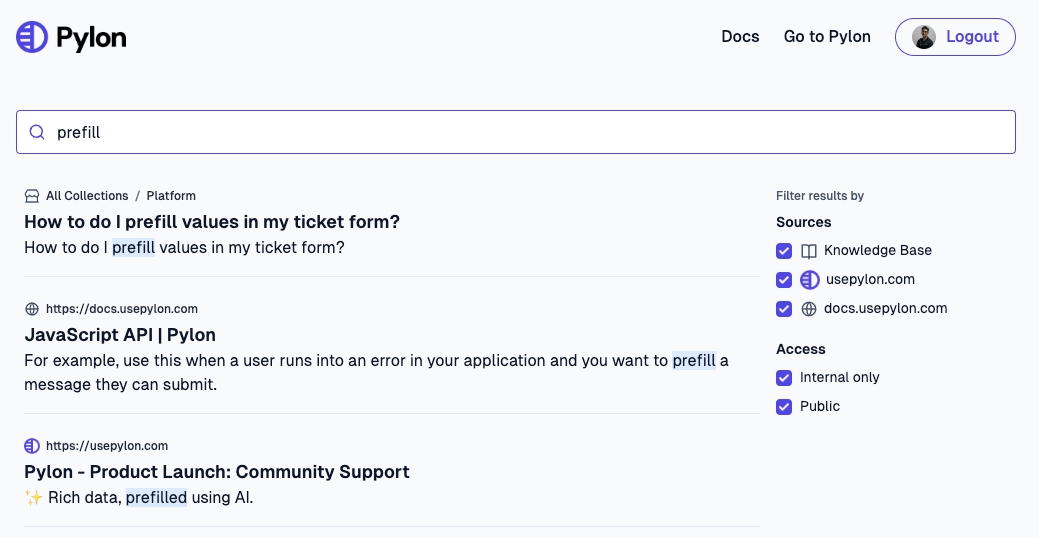 Pylon
Docs
Go to Pylon
Logout
prefill
All Collections / Platform
How to do I prefill values in my ticket form?
How to do I prefill values in my ticket form?
https://docs.usepylon.com
JavaScript API | Pylon
For example, use this when a user runs into an error in your application and you want to prefill a
message they can submit.
https://usepylon.com
Pylon - Product Launch: Community Support
✨ Rich data, prefilled using AI.
Filter results by
Sources
Knowledge Base
usepylon.com
docs.usepylon.com
Access
Internal only
Public